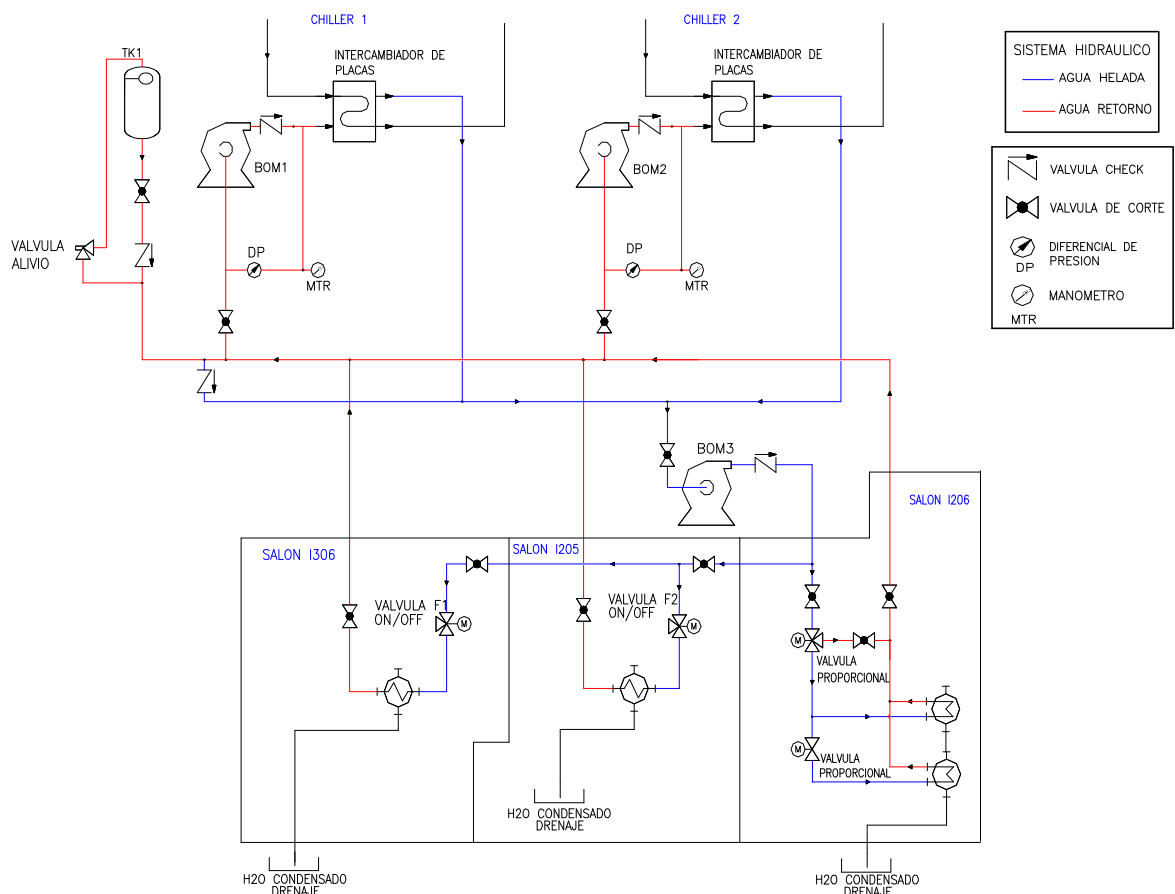 CHILLER 1
CHILLER 2
TK1
INTERCAMBIADOR DE
PLACAS
INTERCAMBIADOR DE
PLACAS
SISTEMA HIDRAULICO
AGUA HELADA
AGUA RETORNO
BOM1
BOM2
VALVULA CHECK
VALVULA DE CORTE
VALVULA
ALIVIO
DP
MTR
DP
MTR
DIFERENCIAL DE
PRESION
DP
MANOMETRO
MTR
BOM3
SALON I206
SALON I306
SALON I205
VALVULA F1
ON/OFF
M
VALVULA F2
ON/OFF
M
M
VALVULA
PROPORCIONAL
M
VALVULA
PROPORCIONAL
H2O CONDENSADO
DRENAJE
H2O CONDENSADO
DRENAJE
H2O CONDENSADO
DRENAJE